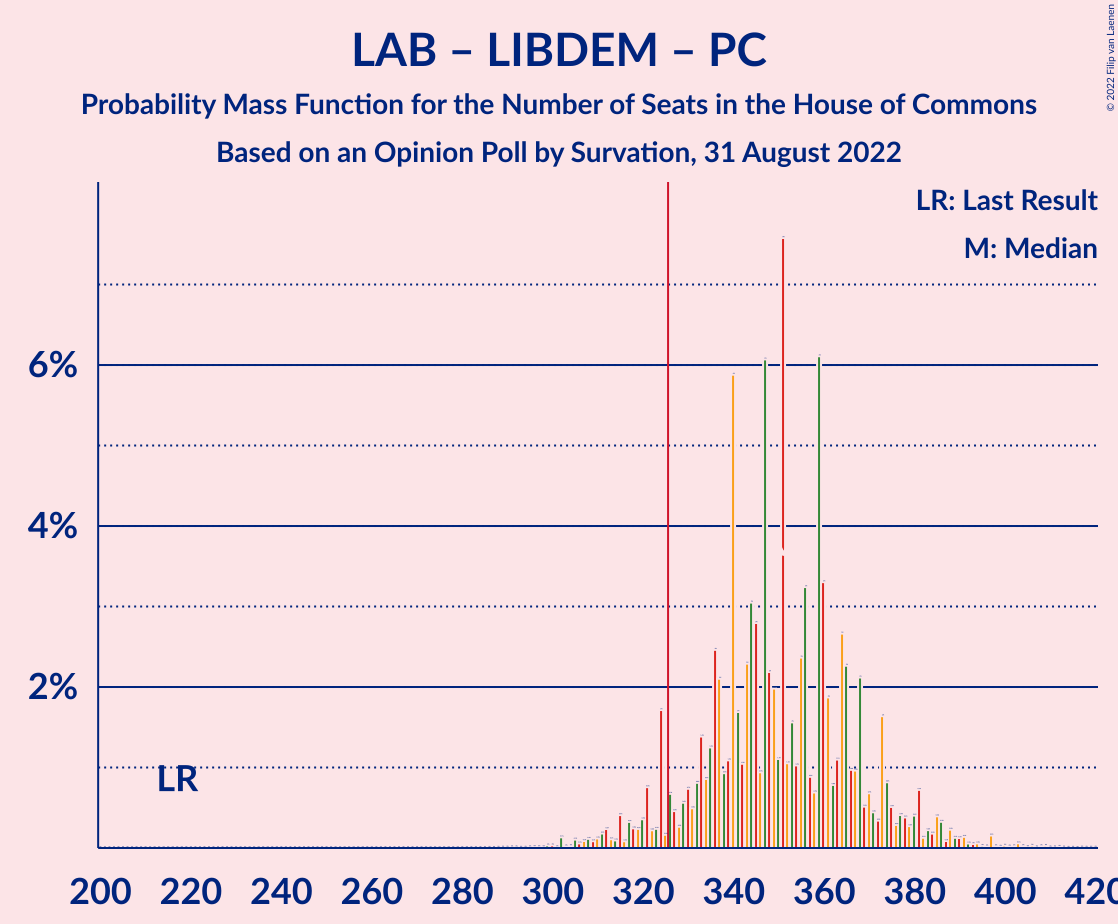 LAB – LIBDEM – PC
© 2022 Filip van Laenen
Probability Mass Function for the Number of Seats in the House of Commons
Based on an Opinion Poll by Survation, 31 August 2022
LR: Last Result
M: Median
6%
4%
2%
LR
200 220 240 260 280 300 320 340 360 380 400 420